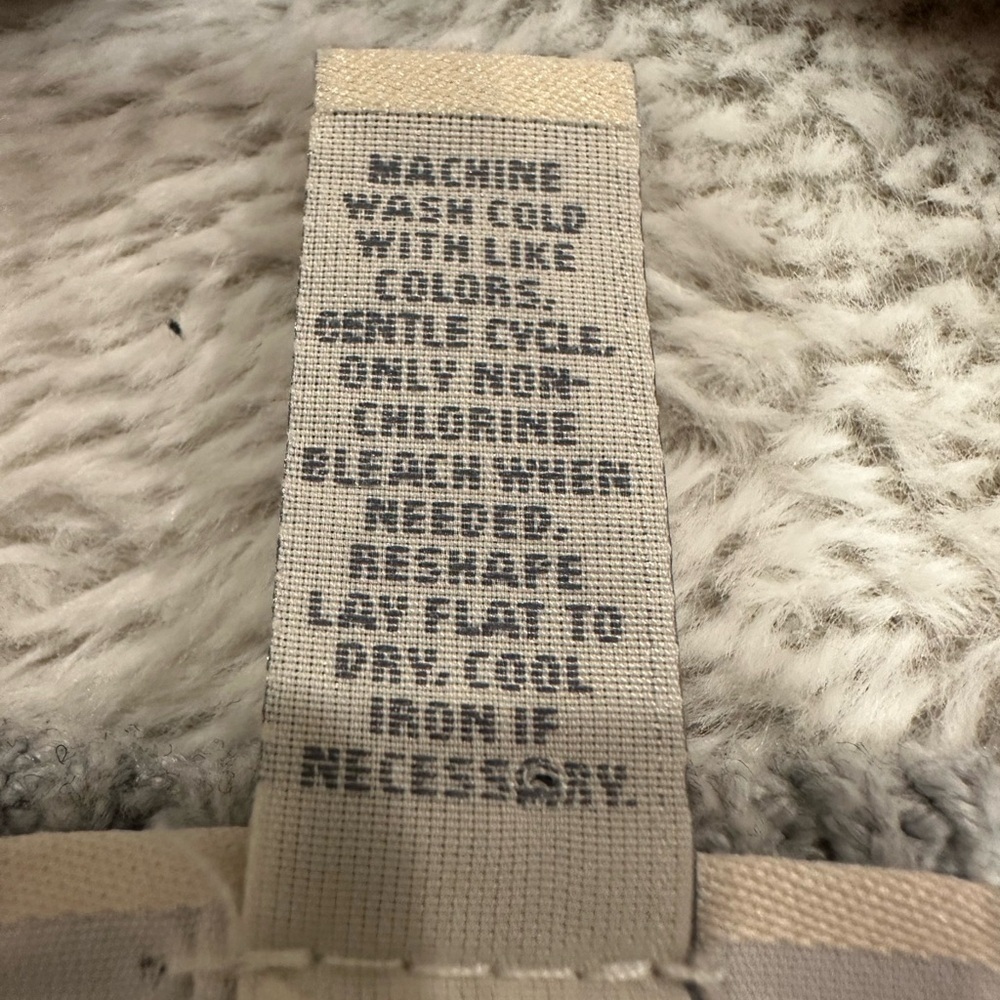 MACHINE
WASH COLD
WITH LIKE
COLORS,
GENTLE CYCLE.
ONLY NON-
CHLORINE
BLEACH WHEN
NEEDED.
RESHAPE
LAY FLAT TO
DRY. COOL
IRON IF
NECESSARY.